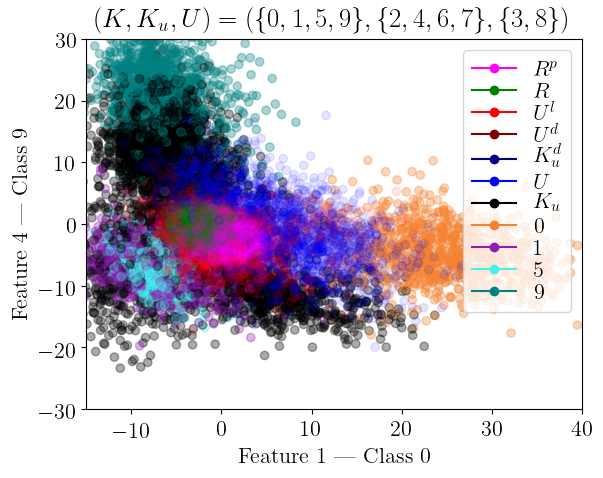 (K, K_u, U) = ({0, 1, 5, 9}, {2, 4, 6, 7}, {3, 8})
30
20
10
0
−10
−20
−30
Feature 4 — Class 9
R^p
R
U^l
U^d
K_u^d
U
K_u
0
1
5
9
−10
0
10
20
30
40
Feature 1 — Class 0